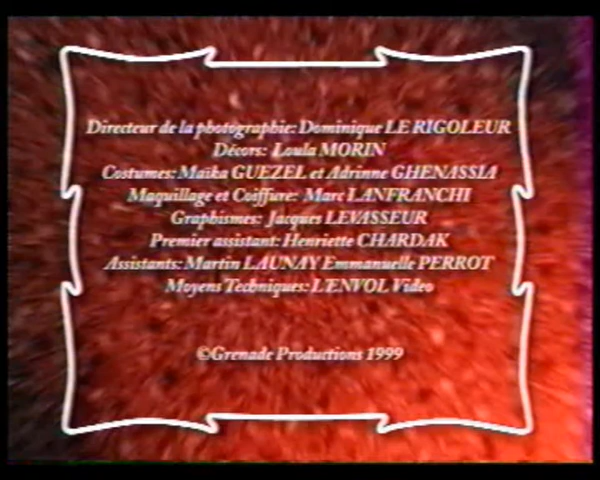 Directeur de la photographie: Dominique LE RIGOLEUR
Décors: Loula MORIN
Costumes: Maïka GUEZEL et Adrinne GHENASSIA
Maquillage et Coiffure: Marc LANFRANCHI
Graphismes: Jacques LEVASSEUR
Premier assistant: Henriette CHARDAK
Assistants: Martin LAUNAY Emmanuelle PERROT
Moyens Techniques: L'ENVOL Video
©Grenade Productions 1999